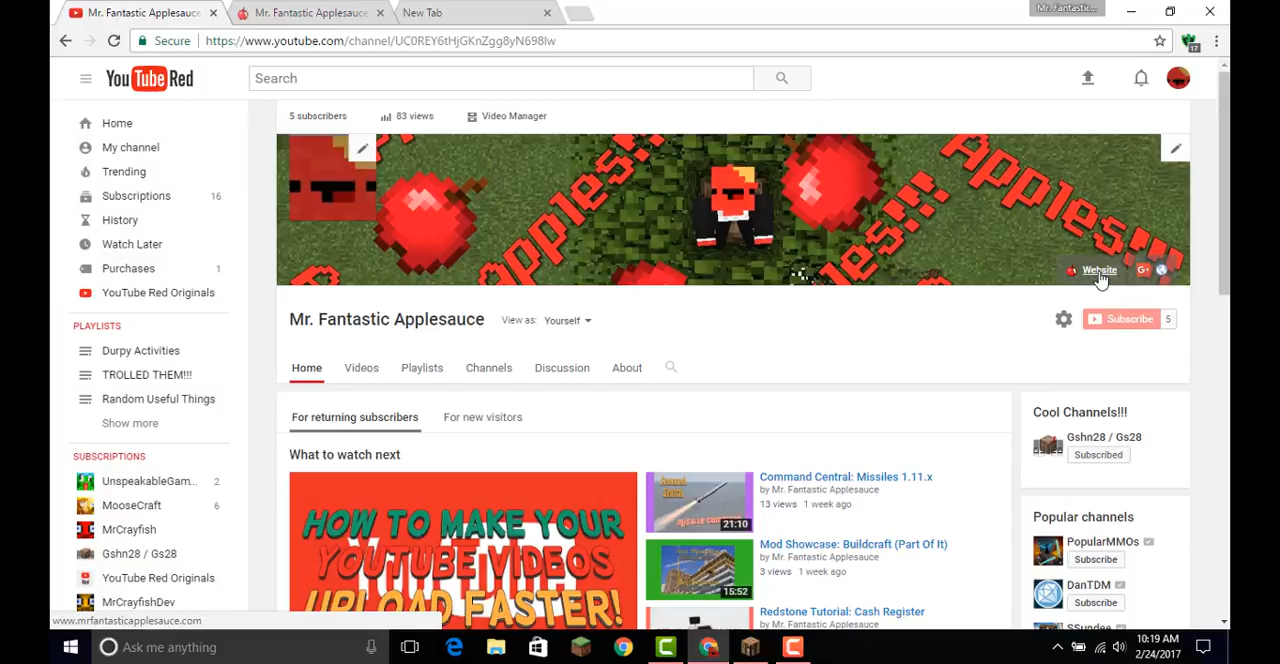 Mr. Fantastic Applesauce
Mr. Fantastic Applesauce
New Tab
Mr. Fantastic...
Secure
https://www.youtube.com/channel/UC0REY6tHjGKnZgg8yN698Iw
17
YouTube Red
Search
5 subscribers
83 views
Video Manager
Home
My channel
Trending
Subscriptions 16
History
Watch Later
Purchases 1
YouTube Red Originals
PLAYLISTS
Durpy Activities
TROLLED THEM!!!
Random Useful Things
Show more
SUBSCRIPTIONS
UnspeakableGam... 2
MooseCraft 6
MrCrayfish
Gshn28 / Gs28
YouTube Red Originals
MrCrayfishDev
Apples!!!
Apples!!!
Website
G+
Mr. Fantastic Applesauce
View as: Yourself
Subscribe 5
Home Videos Playlists Channels Discussion About
For returning subscribers
For new visitors
What to watch next
HOW TO MAKE YOUR
YOUTUBE VIDEOS
UPLOAD FASTER!
21:10
Command Central: Missiles 1.11.x
by Mr. Fantastic Applesauce
13 views 1 week ago
15:52
Mod Showcase: Buildcraft (Part Of It)
by Mr. Fantastic Applesauce
3 views 1 week ago
Redstone Tutorial: Cash Register
by Mr. Fantastic Applesauce
Cool Channels!!!
Gshn28 / Gs28
Subscribed
Popular channels
PopularMMOs
Subscribe
DanTDM
Subscribe
SSundee
www.mrfantasticapplesauce.com
Ask me anything
10:19 AM
2/24/2017